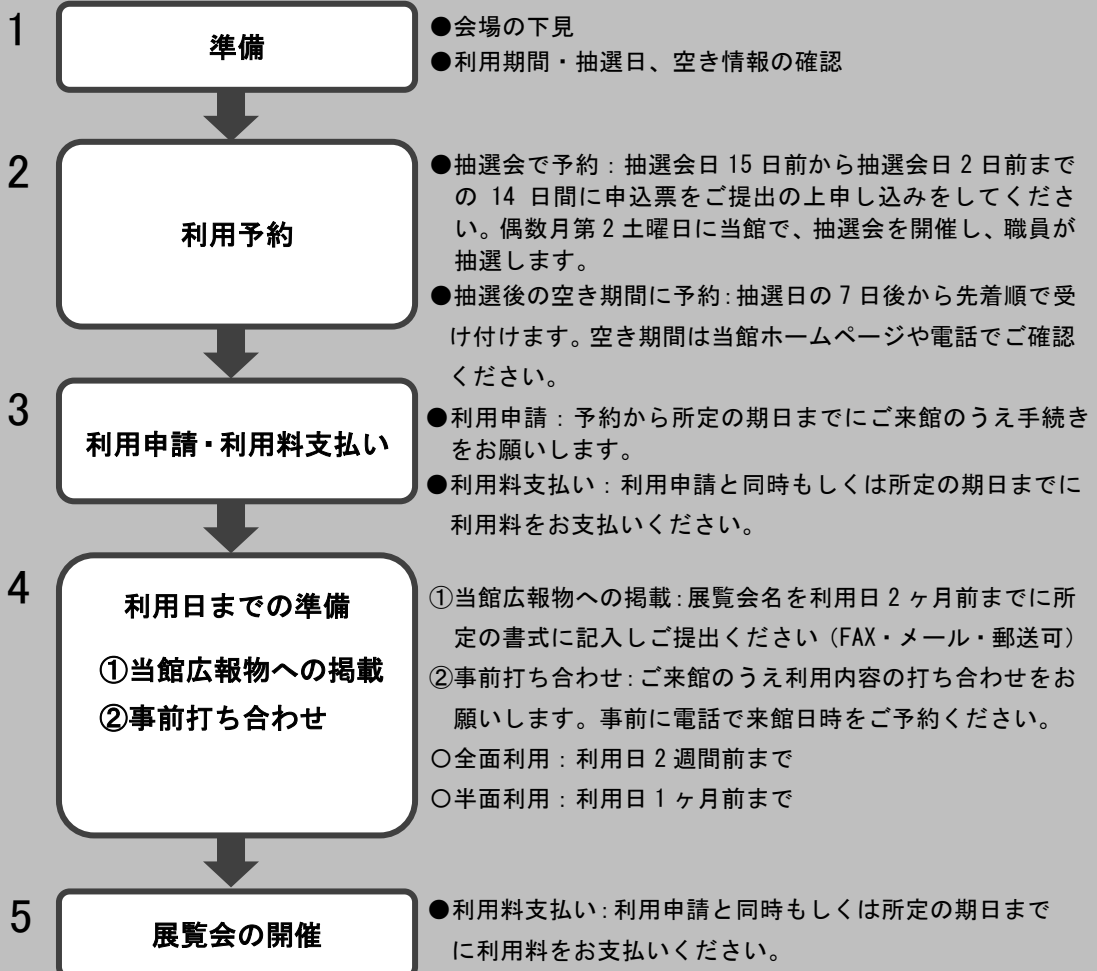 1
準備
●会場の下見
●利用期間・抽選日、空き情報の確認
2
利用予約
●抽選会で予約：抽選会日 15 日前から抽選会日 2 日前まで
の 14 日間に申込票をご提出の上申し込みをしてくださ
い。偶数月第 2 土曜日に当館で、抽選会を開催し、職員が
抽選します。
●抽選後の空き期間に予約：抽選日の 7 日後から先着順で受
け付けます。空き期間は当館ホームページや電話でご確認
ください。
3
利用申請・利用料支払い
●利用申請：予約から所定の期日までにご来館のうえ手続き
をお願いします。
●利用料支払い：利用申請と同時もしくは所定の期日までに
利用料をお支払いください。
4
利用日までの準備
①当館広報物への掲載
②事前打ち合わせ
①当館広報物への掲載：展覧会名を利用日 2 ヶ月前までに所
定の書式に記入しご提出ください（FAX・メール・郵送可）
②事前打ち合わせ：ご来館のうえ利用内容の打ち合わせをお
願いします。事前に電話で来館日時をご予約ください。
〇全面利用：利用日 2 週間前まで
〇半面利用：利用日 1 ヶ月前まで
5
展覧会の開催
●利用料支払い：利用申請と同時もしくは所定の期日まで
に利用料をお支払いください。